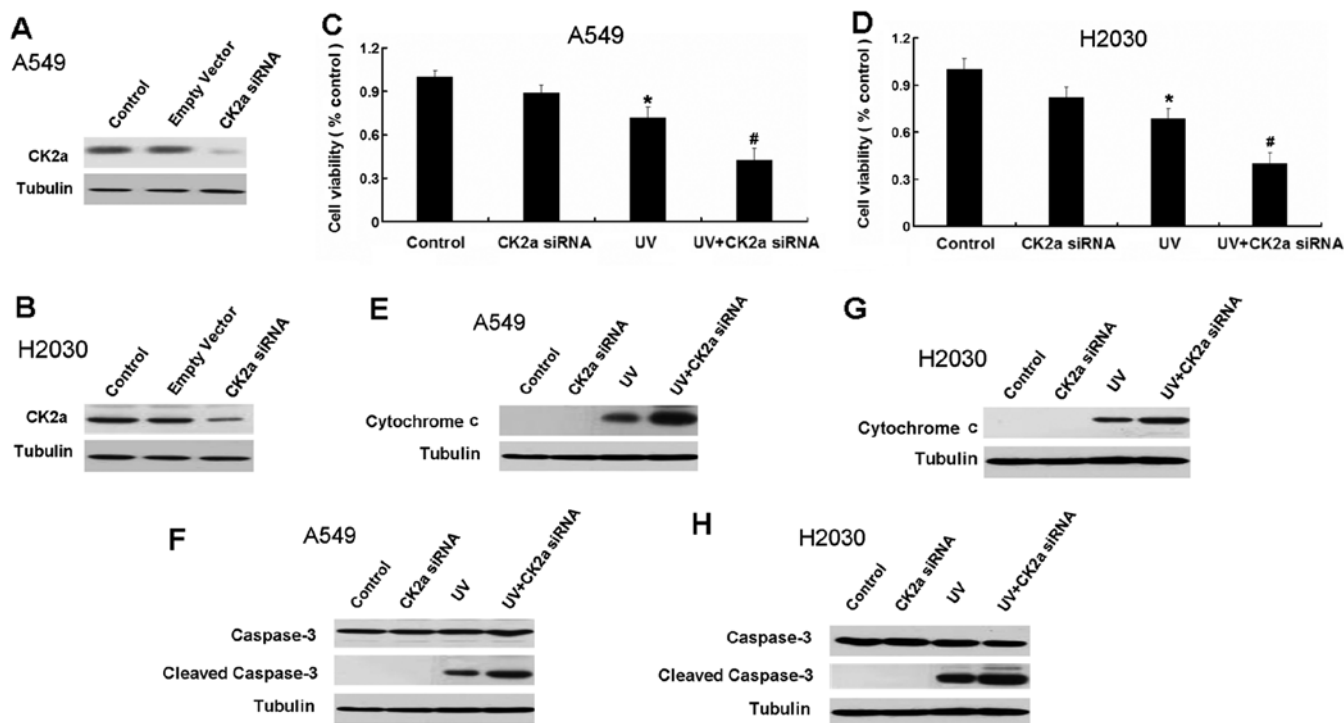 A
A549
Control
Empty Vector
CK2a siRNA
CK2a
Tubulin
C
A549
Cell viability ( % control )
1.2
0.9
0.6
0.3
0
*
#
Control
CK2a siRNA
UV
UV+CK2a siRNA
D
H2030
Cell viability ( % control )
1.2
0.9
0.6
0.3
0
*
#
Control
CK2a siRNA
UV
UV+CK2a siRNA
B
H2030
Control
Empty Vector
CK2a siRNA
CK2a
Tubulin
E
A549
Control
CK2a siRNA
UV
UV+CK2a siRNA
Cytochrome c
Tubulin
G
H2030
Control
CK2a siRNA
UV
UV+CK2a siRNA
Cytochrome c
Tubulin
F
A549
Control
CK2a siRNA
UV
UV+CK2a siRNA
Caspase-3
Cleaved Caspase-3
Tubulin
H
H2030
Control
CK2a siRNA
UV
UV+CK2a siRNA
Caspase-3
Cleaved Caspase-3
Tubulin